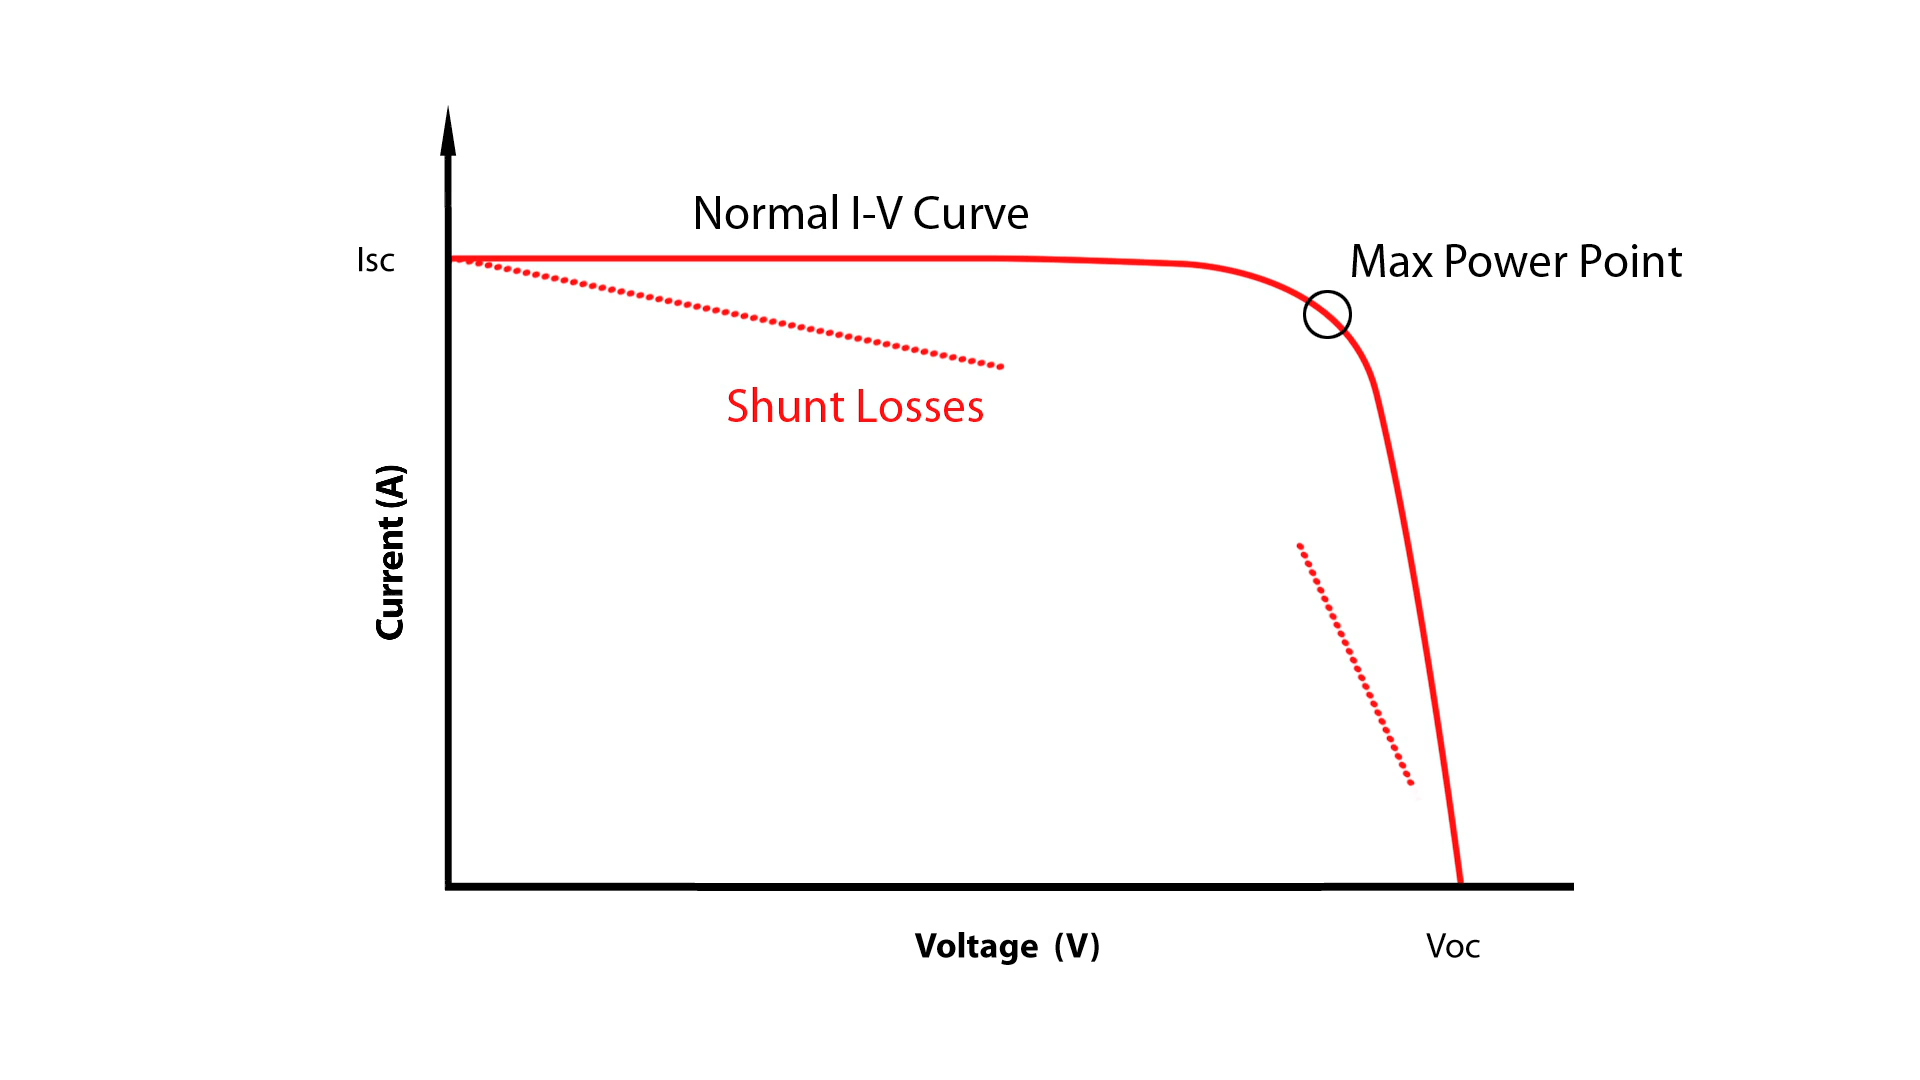 Normal I-V Curve
Isc
Max Power Point
Shunt Losses
Current (A)
Voltage (V)
Voc